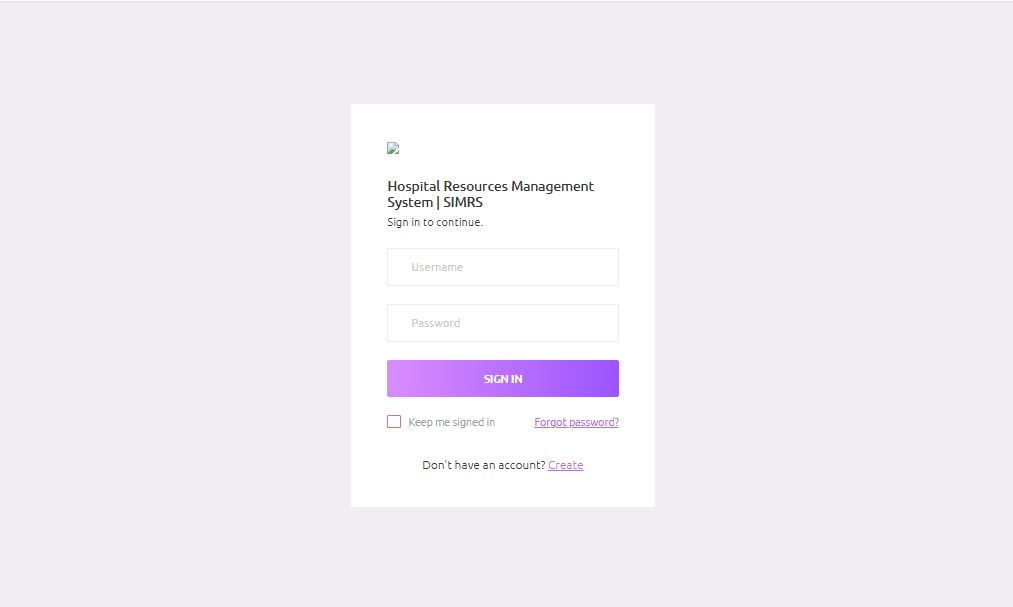 Hospital Resources Management
System | SIMRS
Sign in to continue.
Username
Password
SIGN IN
Keep me signed in Forgot password?
Don't have an account? Create